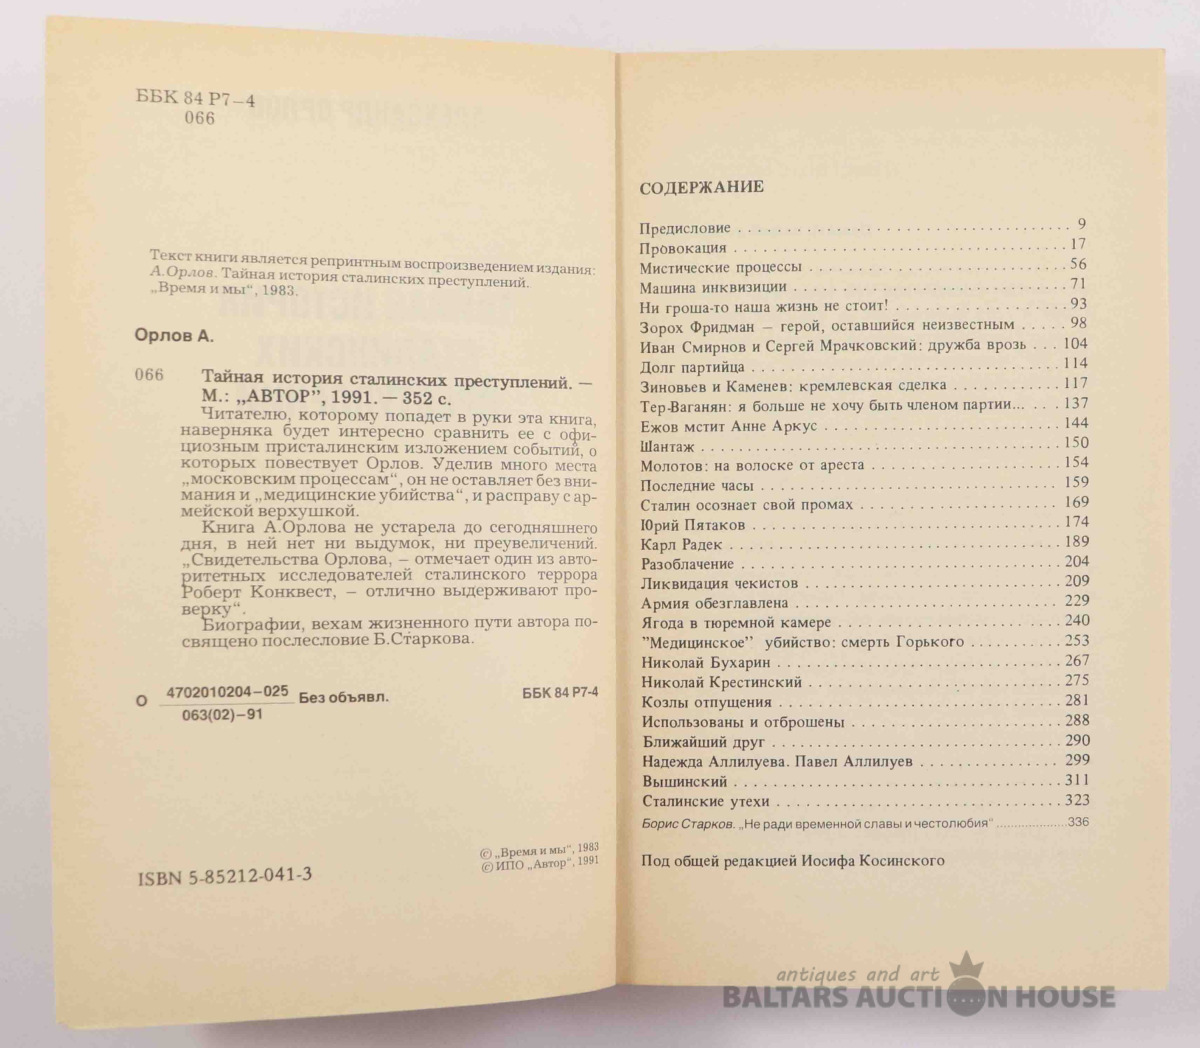 ББК 84 Р7—4
066
Текст книги является репринтным воспроизведением издания:
А.Орлов. Тайная история сталинских преступлений.
„Время и мы“, 1983.
Орлов А.
066 Тайная история сталинских преступлений. —
М.: „АВТОР”, 1991. — 352 с.
Читателю, которому попадет в руки эта книга,
наверняка будет интересно сравнить ее с офи-
циозным присталинским изложением событий, о
которых повествует Орлов. Уделив много места
„московским процессам“, он не оставляет без вни-
мания и „медицинские убийства“, и расправу с ар-
мейской верхушкой.
Книга А.Орлова не устарела до сегодняшнего
дня, в ней нет ни выдумок, ни преувеличений.
„Свидетельства Орлова, – отмечает один из авто-
ритетных исследователей сталинского террора
Роберт Конквест, – отлично выдерживают про-
верку“.
Биографии, вехам жизненного пути автора по-
священо послесловие Б.Старкова.
О 4702010204—025 Без объявл. ББК 84 Р7-4
063(02)—91
© „Время и мы“, 1983
© ИПО „Автор”, 1991
ISBN 5-85212-041-3
СОДЕРЖАНИЕ
Предисловие . . . . . . . . . . 9
Провокация . . . . . . . . . . 17
Мистические процессы . . . . . . . . . . 56
Машина инквизиции . . . . . . . . . . 71
Ни гроша-то наша жизнь не стоит! . . . . . . . . . . 93
Зорох Фридман — герой, оставшийся неизвестным . . . . . 98
Иван Смирнов и Сергей Мрачковский: дружба врозь . . . 104
Долг партийца . . . . . . . . . . 114
Зиновьев и Каменев: кремлевская сделка . . . . . . . . . . 117
Тер-Ваганян: я больше не хочу быть членом партии... . . . 137
Ежов мстит Анне Аркус . . . . . . . . . . 144
Шантаж . . . . . . . . . . 150
Молотов: на волоске от ареста . . . . . . . . . . 154
Последние часы . . . . . . . . . . 159
Сталин осознает свой промах . . . . . . . . . . 169
Юрий Пятаков . . . . . . . . . . 174
Карл Радек . . . . . . . . . . 189
Разоблачение . . . . . . . . . . 204
Ликвидация чекистов . . . . . . . . . . 209
Армия обезглавлена . . . . . . . . . . 229
Ягода в тюремной камере . . . . . . . . . . 240
”Медицинское” убийство: смерть Горького . . . . . . . . . . 253
Николай Бухарин . . . . . . . . . . 267
Николай Крестинский . . . . . . . . . . 275
Козлы отпущения . . . . . . . . . . 281
Использованы и отброшены . . . . . . . . . . 288
Ближайший друг . . . . . . . . . . 290
Надежда Аллилуева. Павел Аллилуев . . . . . . . . . . 299
Вышинский . . . . . . . . . . 311
Сталинские утехи . . . . . . . . . . 323
Борис Старков. „Не ради временной славы и честолюбия“ .................... 336
Под общей редакцией Иосифа Косинского
antiques and art
BALTARS AUCTION HOUSE